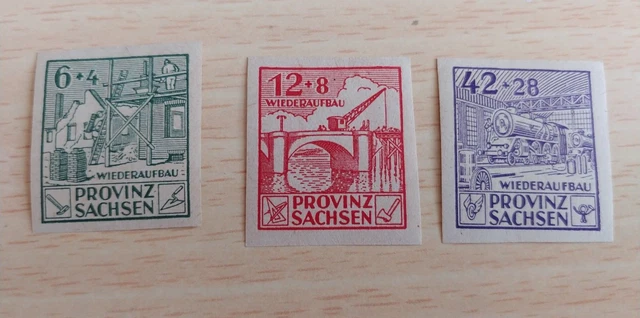 6+4
WIEDERAUFBAU
PROVINZ
SACHSEN
12+8
WIEDERAUFBAU
PROVINZ
SACHSEN
42+28
WIEDERAUFBAU
PROVINZ
SACHSEN